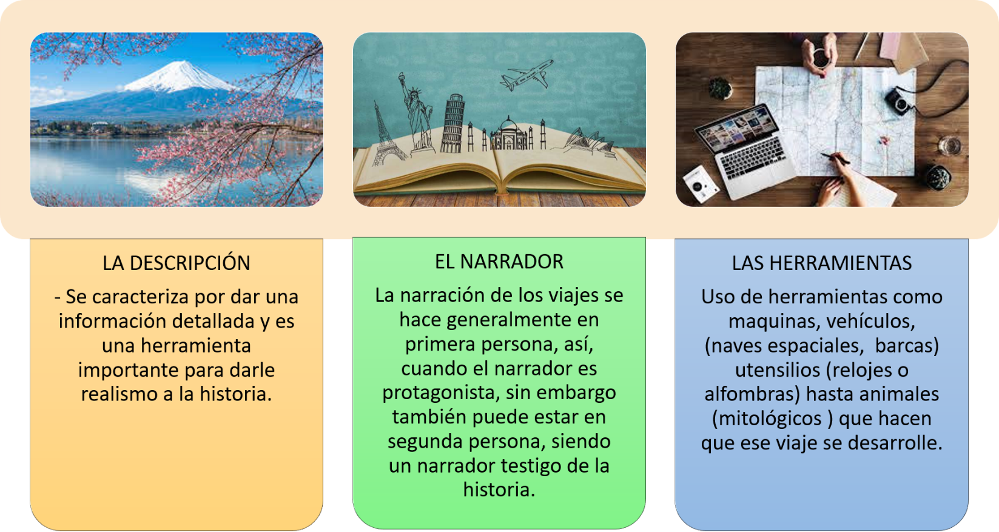 LA DESCRIPCIÓN
- Se caracteriza por dar una
información detallada y es
una herramienta
importante para darle
realismo a la historia.
EL NARRADOR
La narración de los viajes se
hace generalmente en
primera persona, así,
cuando el narrador es
protagonista, sin embargo
también puede estar en
segunda persona, siendo
un narrador testigo de la
historia.
LAS HERRAMIENTAS
Uso de herramientas como
maquinas, vehículos,
(naves espaciales,  barcas)
utensilios (relojes o
alfombras) hasta animales
(mitológicos ) que hacen
que ese viaje se desarrolle.